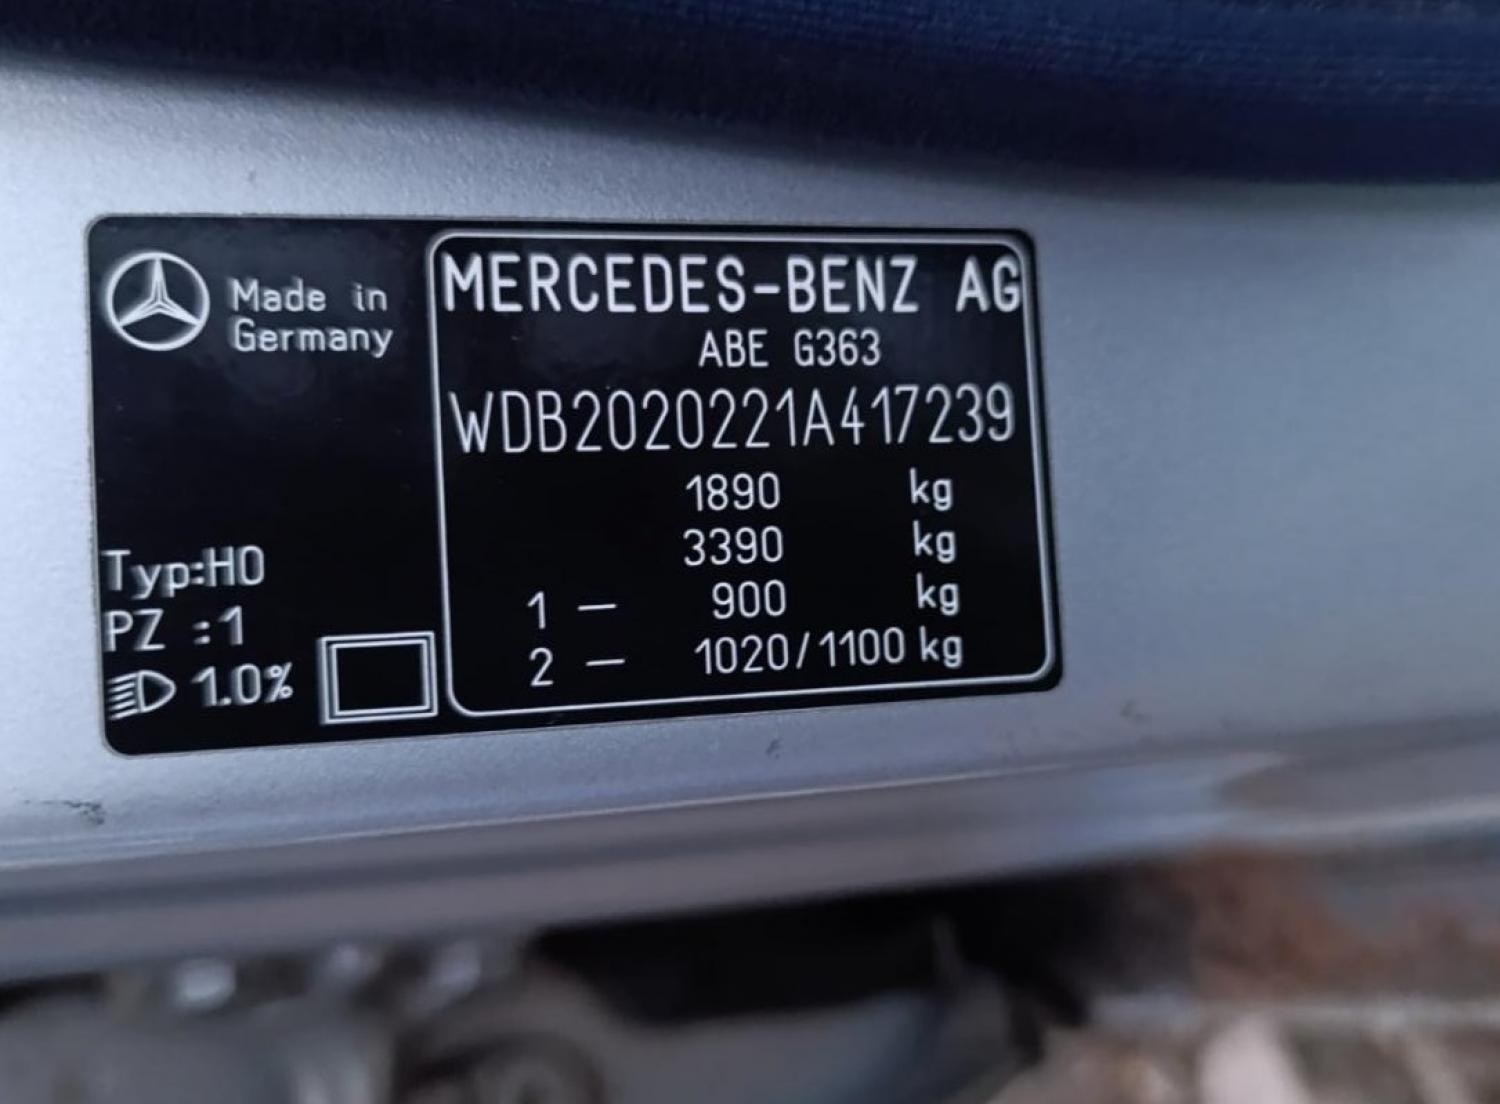 Made in
Germany
Typ:H0
PZ :1
1.0%
MERCEDES-BENZ AG
ABE G363
WDB2020221A417239
1890 kg
3390 kg
1 — 900 kg
2 — 1020/1100 kg